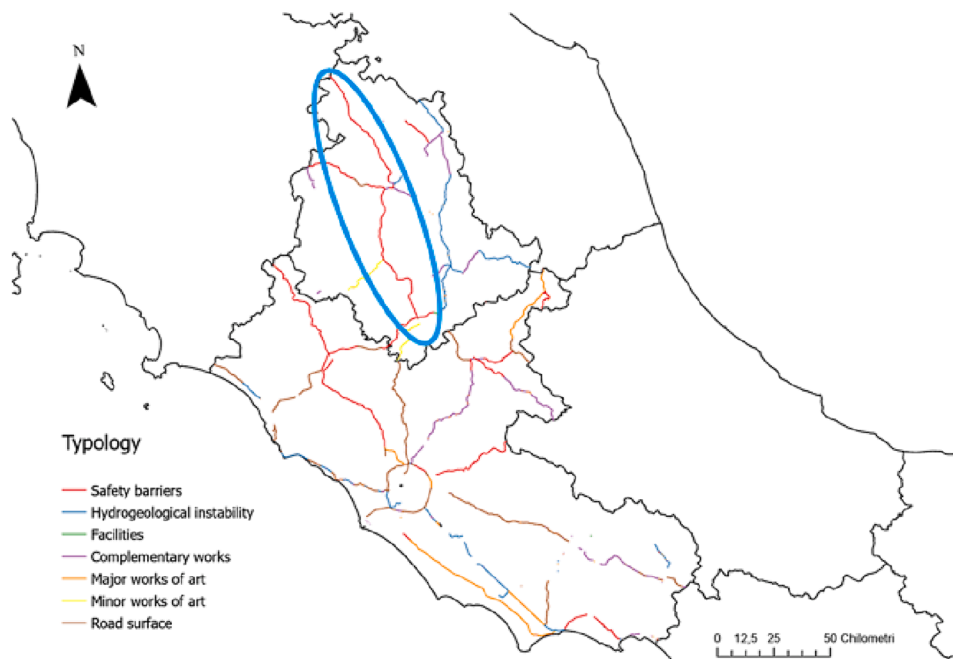 N
Typology
Safety barriers
Hydrogeological instability
Facilities
Complementary works
Major works of art
Minor works of art
Road surface
0 12,5 25 50 Chilometri